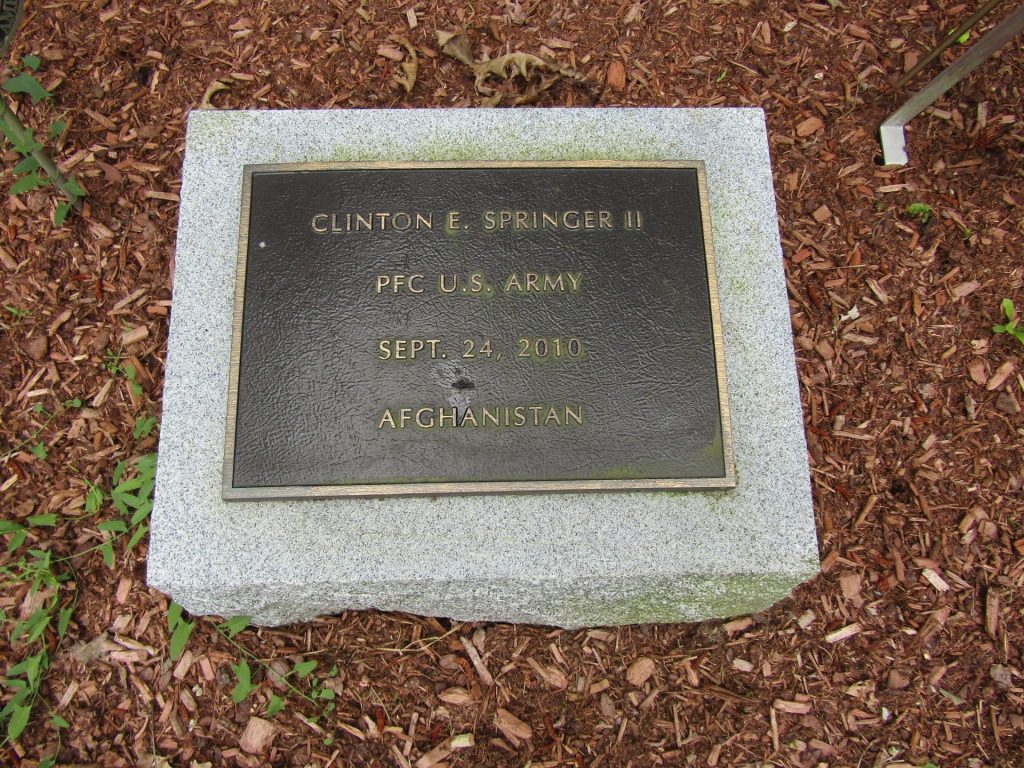 CLINTON E. SPRINGER II
PFC U.S. ARMY
SEPT. 24, 2010
AFGHANISTAN